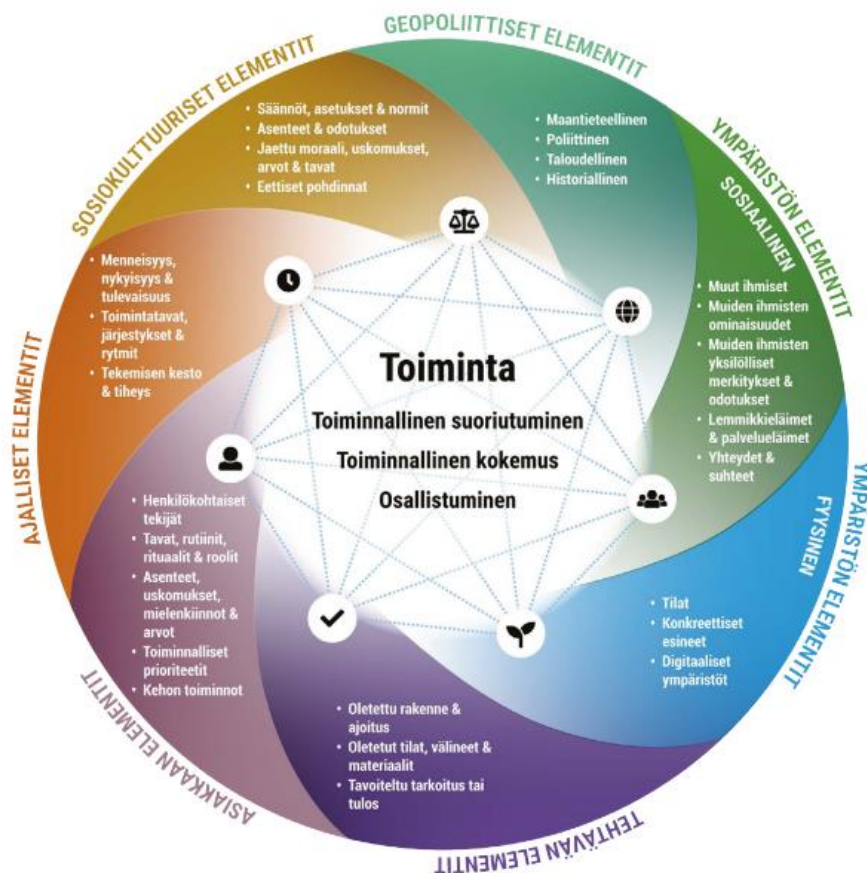 GEOPOLIITTISET ELEMENTIT
• Maantieteellinen
• Poliittinen
• Taloudellinen
• Historiallinen
YMPÄRISTÖN ELEMENTIT
SOSIAALINEN
• Muut ihmiset
• Muiden ihmisten
ominaisuudet
• Muiden ihmisten
yksilölliset
merkitykset &
odotukset
• Lemmikkieläimet
& palvelueläimet
• Yhteydet &
suhteet
YMPÄRISTÖN ELEMENTIT
FYYSINEN
• Tilat
• Konkreettiset
esineet
• Digitaaliset
ympäristöt
TEHTÄVÄN ELEMENTIT
• Oletettu rakenne &
ajoitus
• Oletetut tilat, välineet &
materiaalit
• Tavoiteltu tarkoitus tai
tulos
ASIAKKAAN ELEMENTIT
• Henkilökohtaiset
tekijät
• Tavat, rutiinit,
rituaalit & roolit
• Asenteet,
uskomukset,
mielenkiinnot &
arvot
• Toiminnalliset
prioriteetit
• Kehon toiminnot
AJALLISET ELEMENTIT
• Menneisyys,
nykyisyys &
tulevaisuus
• Toimintatavat,
järjestykset &
rytmit
• Tekemisen kesto
& tiheys
SOSIOKULTTUURISET ELEMENTIT
• Säännöt, asetukset & normit
• Asenteet & odotukset
• Jaettu moraali, uskomukset,
arvot & tavat
• Eettiset pohdinnat
Toiminta
Toiminnallinen suoriutuminen
Toiminnallinen kokemus
Osallistuminen